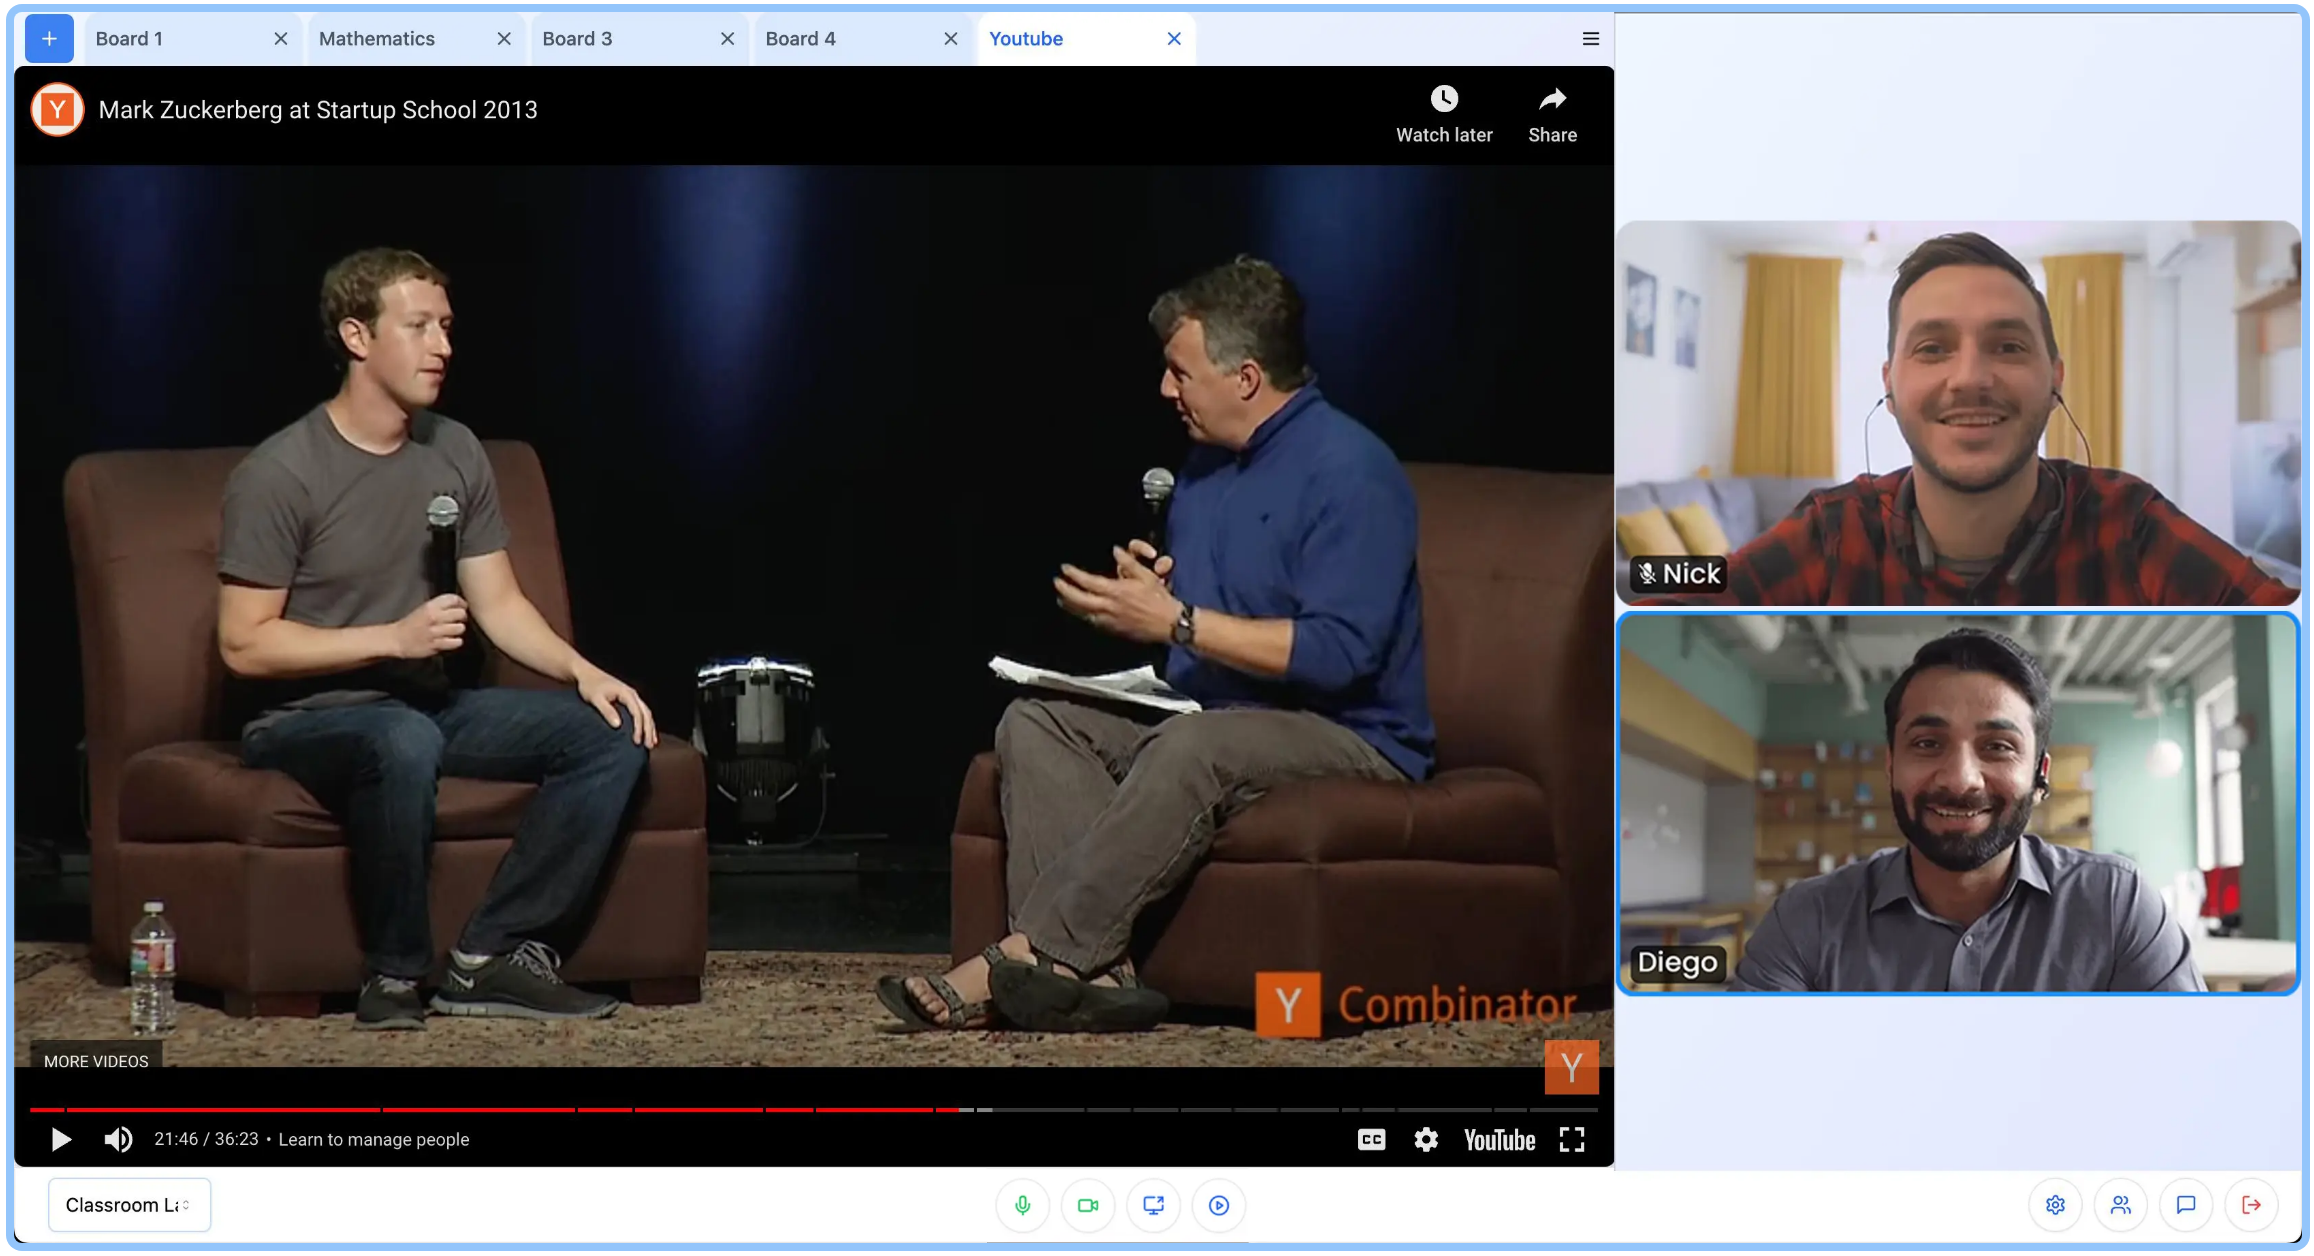 Board 1
Mathematics
Board 3
Board 4
Youtube
Y
Mark Zuckerberg at Startup School 2013
Watch later
Share
Nick
Diego
Y Combinator
Y
MORE VIDEOS
21:46 / 36:23 • Learn to manage people
CC
YouTube
Classroom La